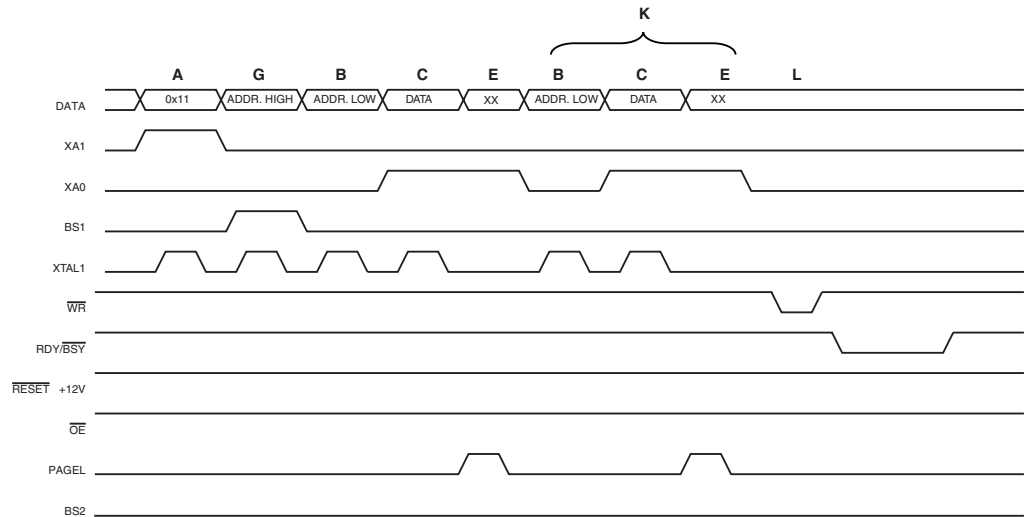 K
A G B C E B C E L
DATA 0x11 ADDR. HIGH ADDR. LOW DATA XX ADDR. LOW DATA XX
XA1
XA0
BS1
XTAL1
WR
RDY/BSY
RESET +12V
OE
PAGEL
BS2